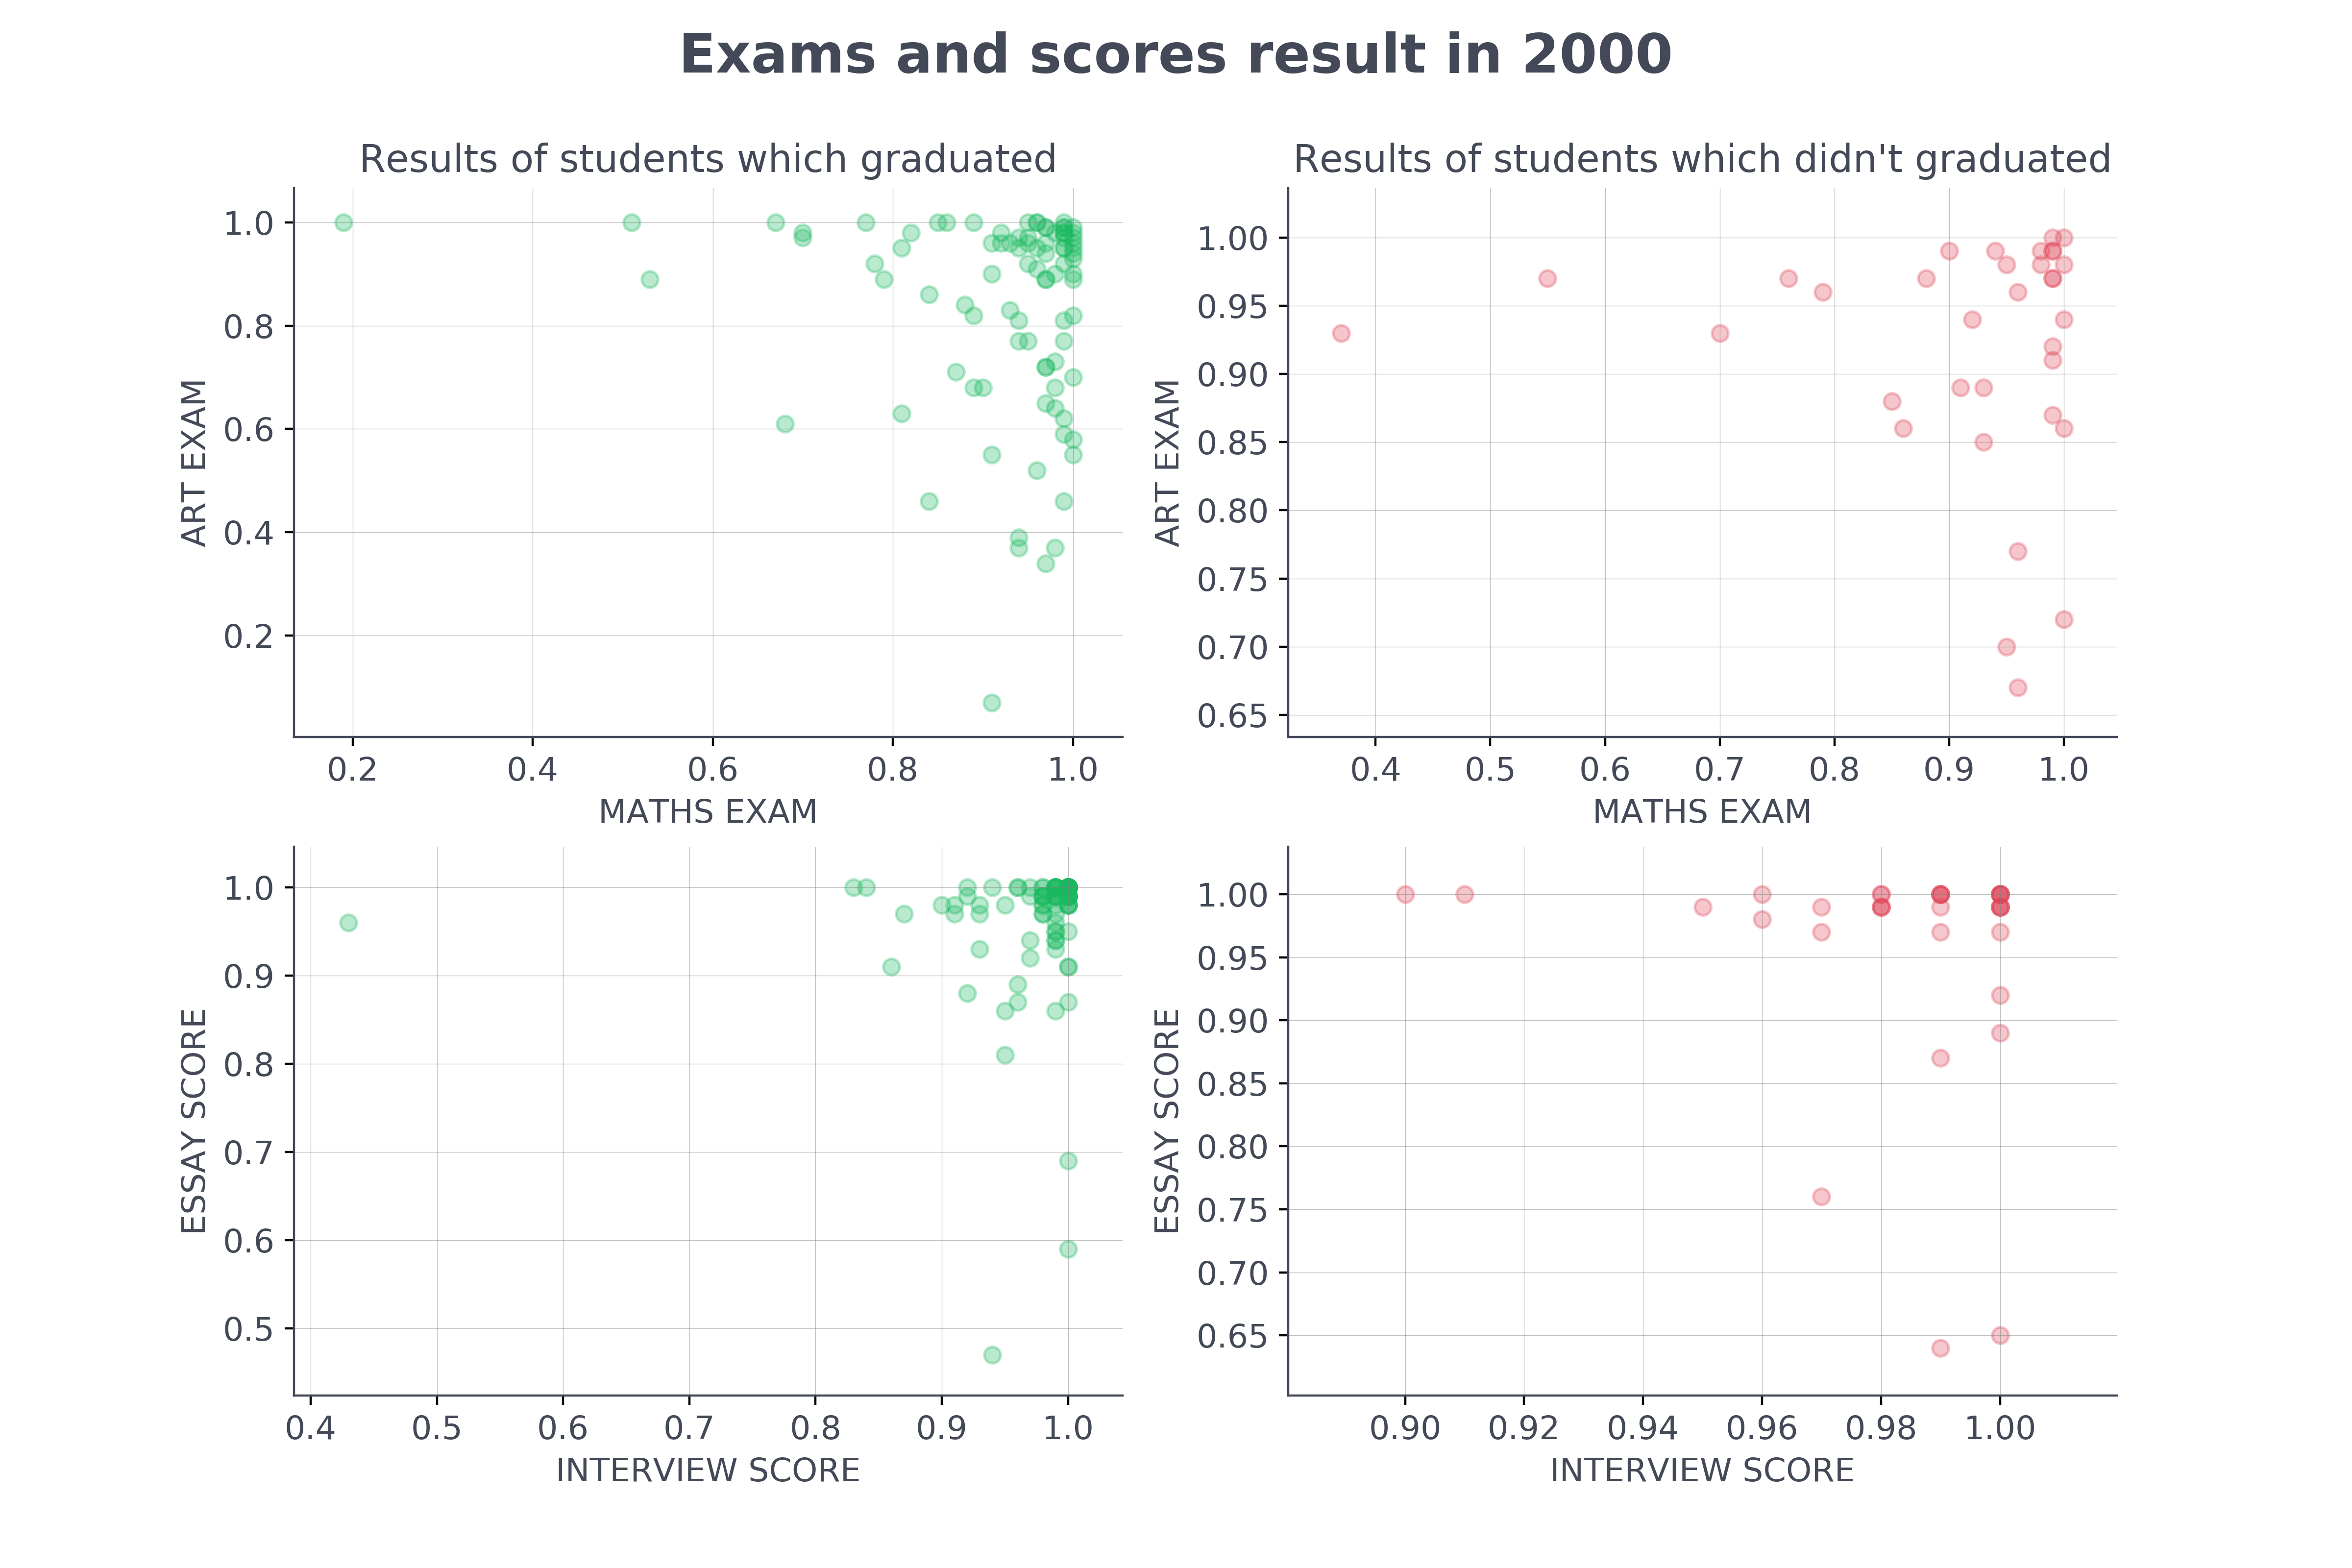 Exams and scores result in 2000
Results of students which graduated
1.0
0.8
0.6
0.4
0.2
ART EXAM
0.2 0.4 0.6 0.8 1.0
MATHS EXAM
Results of students which didn't graduated
1.00
0.95
0.90
0.85
0.80
0.75
0.70
0.65
ART EXAM
0.4 0.5 0.6 0.7 0.8 0.9 1.0
MATHS EXAM
1.0
0.9
0.8
0.7
0.6
0.5
ESSAY SCORE
0.4 0.5 0.6 0.7 0.8 0.9 1.0
INTERVIEW SCORE
1.00
0.95
0.90
0.85
0.80
0.75
0.70
0.65
ESSAY SCORE
0.90 0.92 0.94 0.96 0.98 1.00
INTERVIEW SCORE